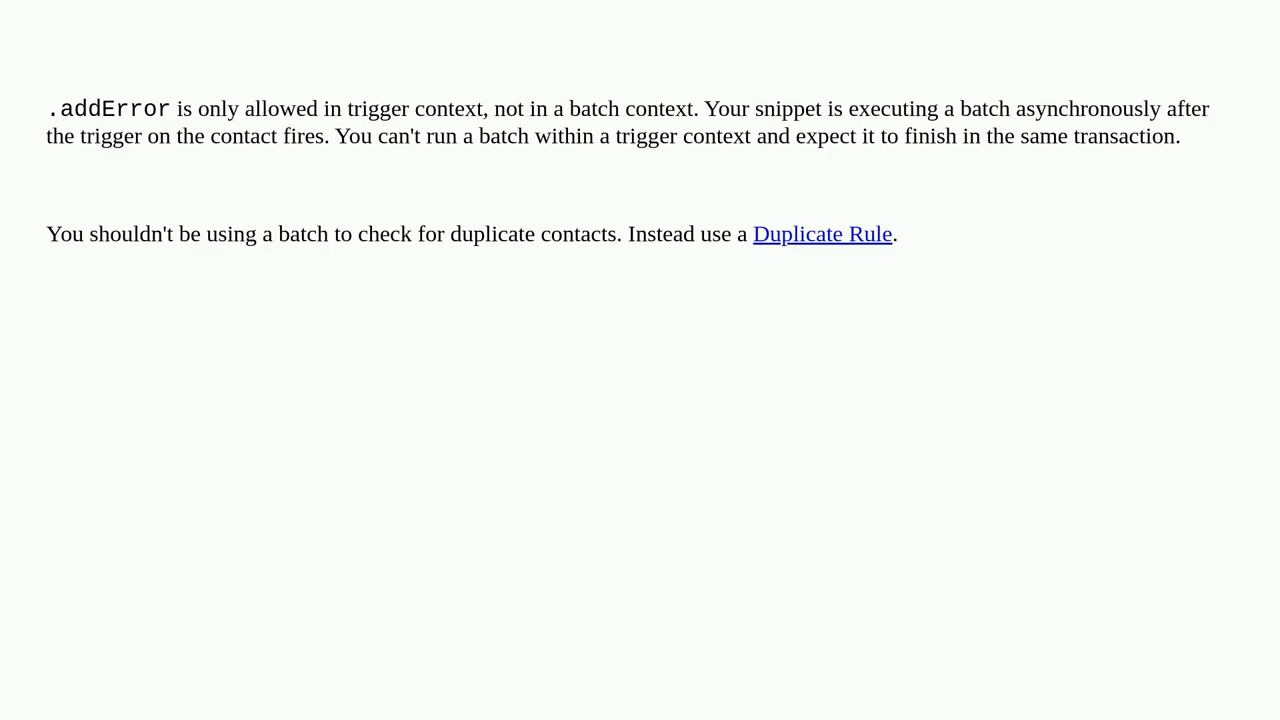 .addError is only allowed in trigger context, not in a batch context. Your snippet is executing a batch asynchronously after
the trigger on the contact fires. You can't run a batch within a trigger context and expect it to finish in the same transaction.
You shouldn't be using a batch to check for duplicate contacts. Instead use a Duplicate Rule.